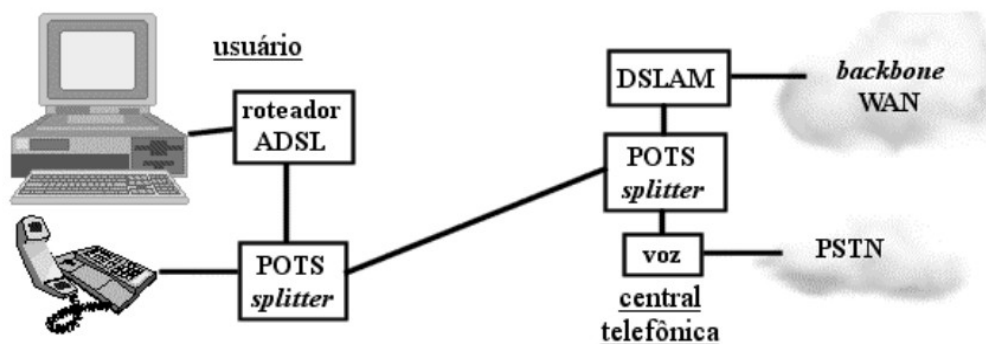 usuário
roteador
ADSL
POTS
splitter
DSLAM
backbone
WAN
POTS
splitter
voz
PSTN
central
telefônica